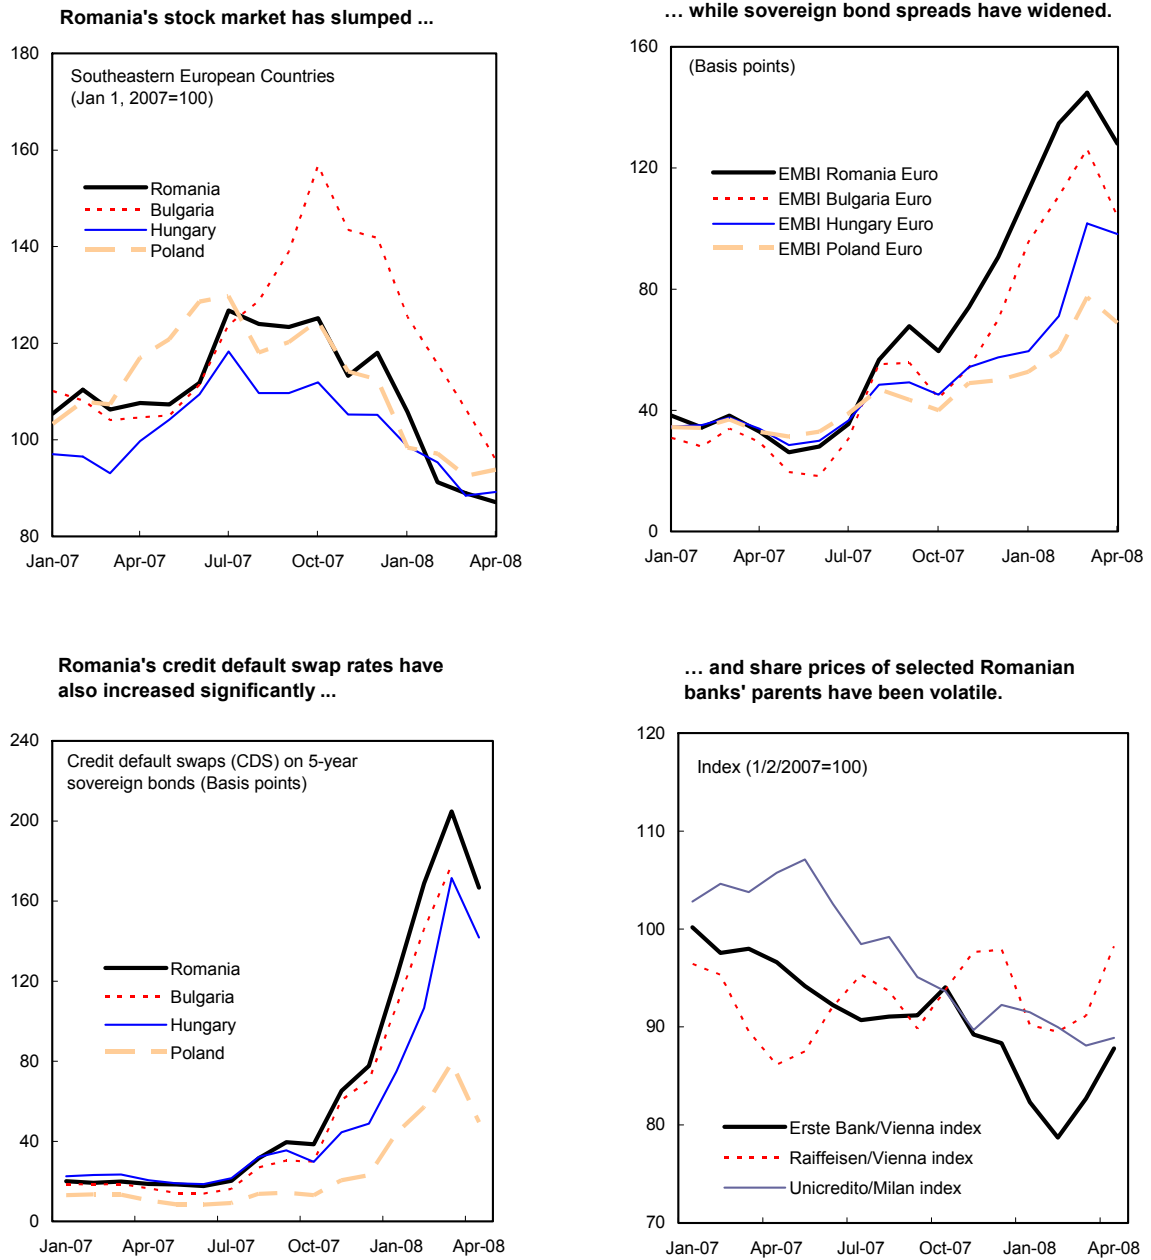 Romania's stock market has slumped ...
180
160
140
120
100
80
Southeastern European Countries
(Jan 1, 2007=100)
Romania
Bulgaria
Hungary
Poland
Jan-07 Apr-07 Jul-07 Oct-07 Jan-08 Apr-08
... while sovereign bond spreads have widened.
160
120
80
40
0
(Basis points)
EMBI Romania Euro
EMBI Bulgaria Euro
EMBI Hungary Euro
EMBI Poland Euro
Jan-07 Apr-07 Jul-07 Oct-07 Jan-08 Apr-08
Romania's credit default swap rates have
also increased significantly ...
240
200
160
120
80
40
0
Credit default swaps (CDS) on 5-year
sovereign bonds (Basis points)
Romania
Bulgaria
Hungary
Poland
Jan-07 Apr-07 Jul-07 Oct-07 Jan-08 Apr-08
... and share prices of selected Romanian
banks' parents have been volatile.
120
110
100
90
80
70
Index (1/2/2007=100)
Erste Bank/Vienna index
Raiffeisen/Vienna index
Unicredito/Milan index
Jan-07 Apr-07 Jul-07 Oct-07 Jan-08 Apr-08